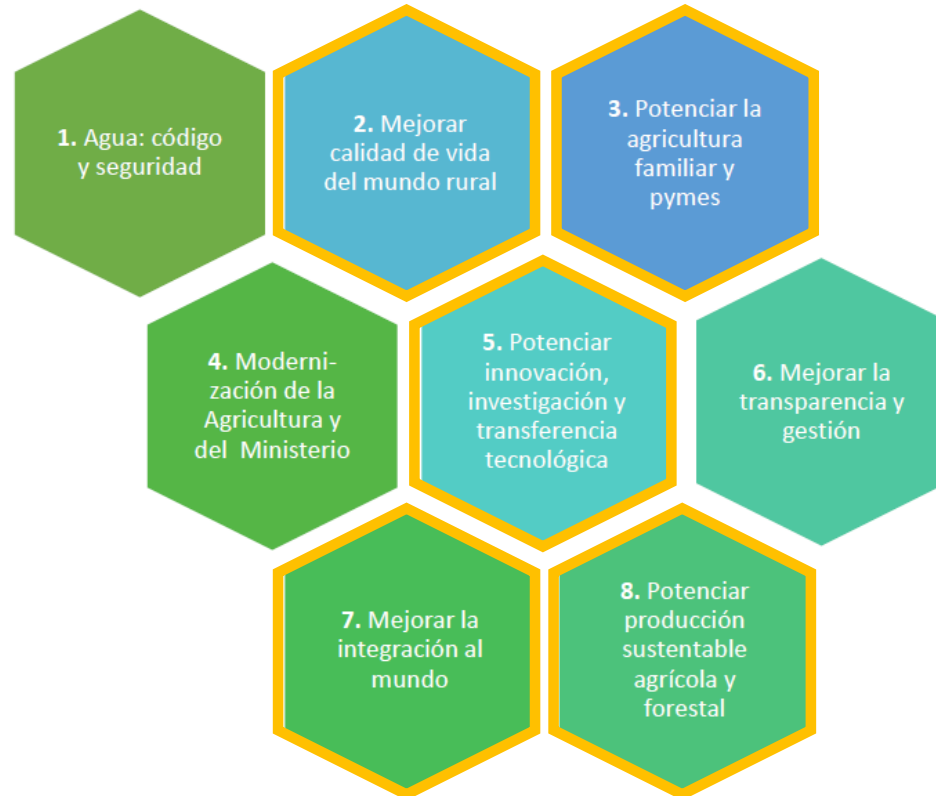 1. Agua: código
y seguridad
2. Mejorar
calidad de vida
del mundo rural
3. Potenciar la
agricultura
familiar y
pymes
4. Moderni-
zación de la
Agricultura y
del Ministerio
5. Potenciar
innovación,
investigación y
transferencia
tecnológica
6. Mejorar la
transparencia y
gestión
7. Mejorar la
integración al
mundo
8. Potenciar
producción
sustentable
agrícola y
forestal